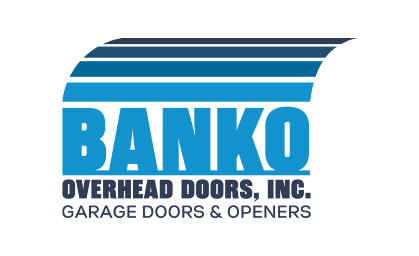 BANKO
OVERHEAD DOORS, INC.
GARAGE DOORS & OPENERS